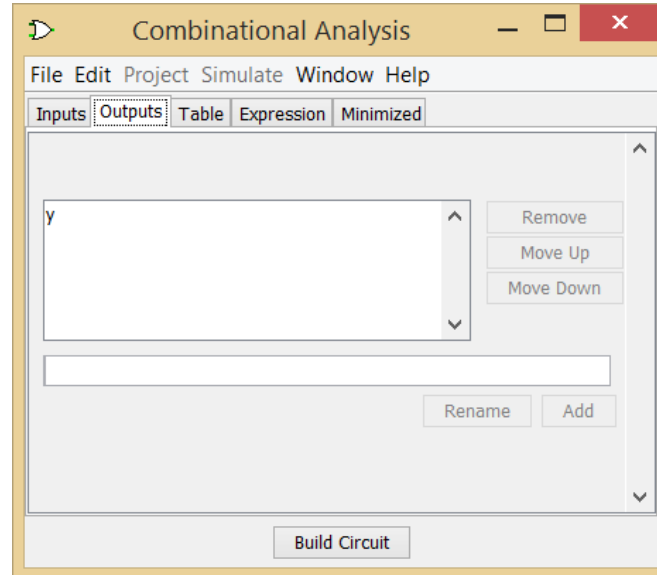 Combinational Analysis
File Edit Project Simulate Window Help
Inputs Outputs Table Expression Minimized
y
Remove
Move Up
Move Down
Rename Add
Build Circuit